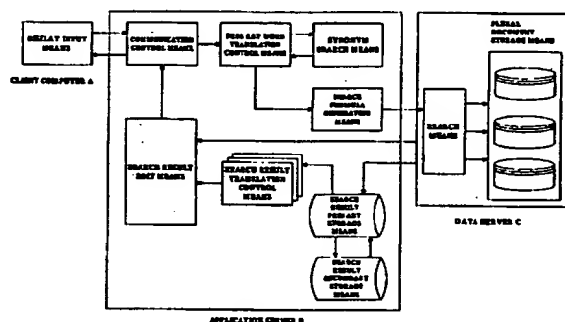 DISPLAY INPUT
MEANS
CLIENT COMPUTER A
COMMUNICATION
CONTROL MEANS
WORD
TRANSLATION
CONTROL MEANS
SYNONYM
SEARCH MEANS
FORMULA
GENERATION
MEANS
SEARCH
MEANS
PLURAL
DOCUMENT
STORAGE MEANS
DATA SERVER C
SEARCH RESULT
EDIT MEANS
SEARCH RESULT
TRANSLATION
CONTROL
MEANS
SEARCH
RESULT
PRIMARY
STORAGE
MEANS
SEARCH
RESULT
SECONDARY
STORAGE
MEANS
APPLICATION SERVER B